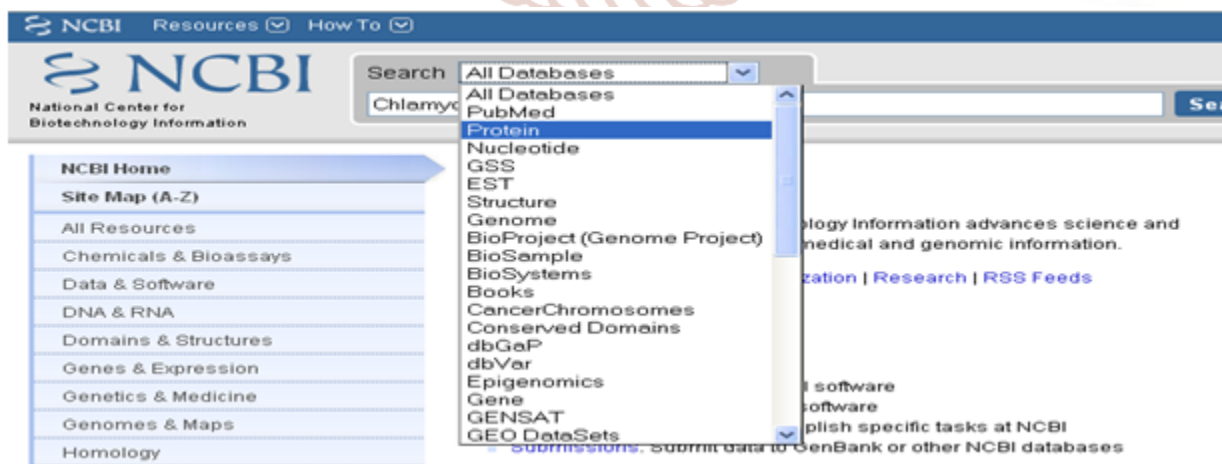 NCBI Resources How To
NCBI
National Center for
Biotechnology Information
Search All Databases
Chlamyd
Sea
All Databases
PubMed
Protein
Nucleotide
GSS
EST
Structure
Genome
BioProject (Genome Project)
BioSample
BioSystems
Books
CancerChromosomes
Conserved Domains
dbGaP
dbVar
Epigenomics
Gene
GENSAT
GEO DataSets
NCBI Home
Site Map (A-Z)
All Resources
Chemicals & Bioassays
Data & Software
DNA & RNA
Domains & Structures
Genes & Expression
Genetics & Medicine
Genomes & Maps
Homology
ology Information advances science and
medical and genomic information.
zation | Research | RSS Feeds
l software
software
plish specific tasks at NCBI
Submissions: Submit data to GenBank or other NCBI databases